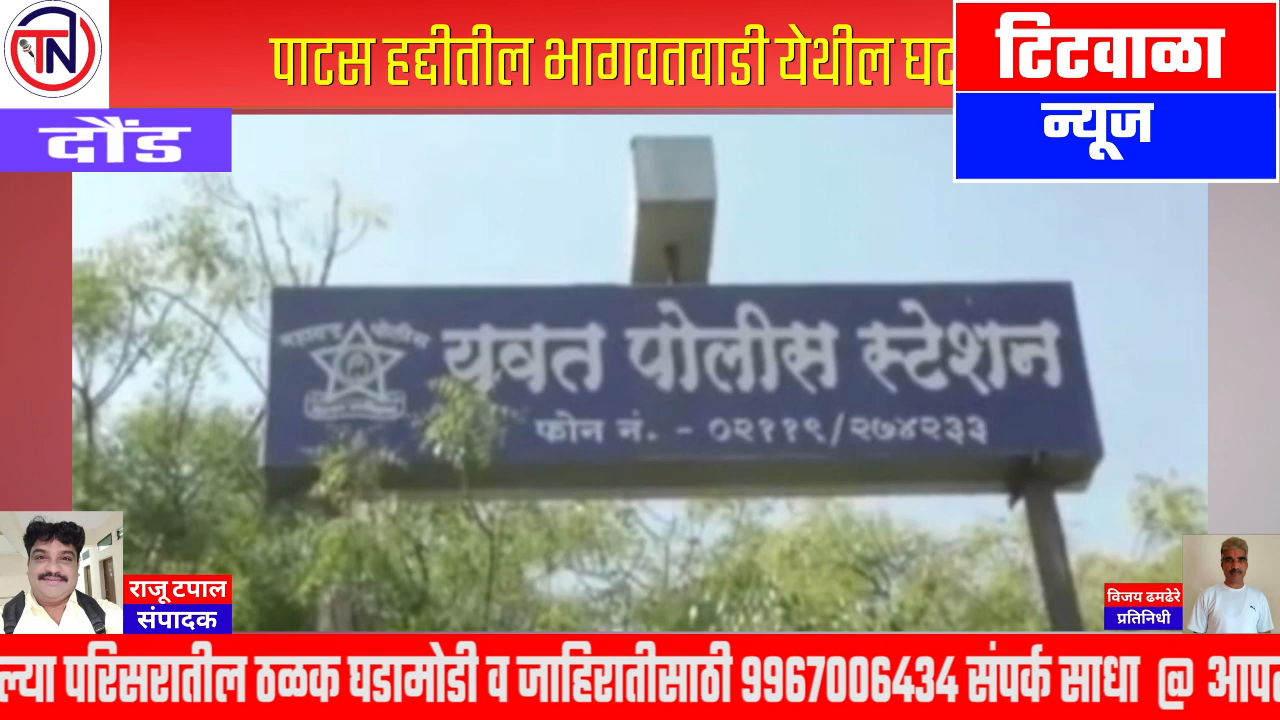 TN
पाटस हद्दीतील भागवतवाडी येथील
टिटवाळा
न्यूज
दौंड
महाराष्ट्र पोलिस
यवत पोलीस स्टेशन
फोन नं. - ०२११९/२७४२३३
राजू टपाल
संपादक
विजय ढमढेरे
प्रतिनिधी
ल्या परिसरातील ठळक घडामोडी व जाहिरातीसाठी 9967006434 संपर्क साधा @ आप